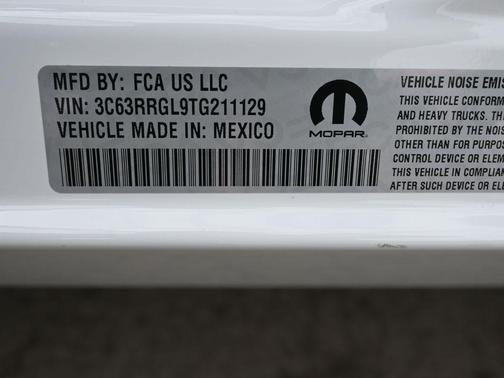 MFD BY: FCA US LLC
VIN: 3C63RRGL9TG211129
VEHICLE MADE IN: MEXICO
MOPAR
VEHICLE NOISE EMIS
THIS VEHICLE CONFORM
AND HEAVY TRUCKS. TH
PROHIBITED BY THE NOIS
OTHER THAN FOR PURPOS
CONTROL DEVICE OR ELEM
THIS VEHICLE IN COMPLIAN
AFTER SUCH DEVICE OR ELE